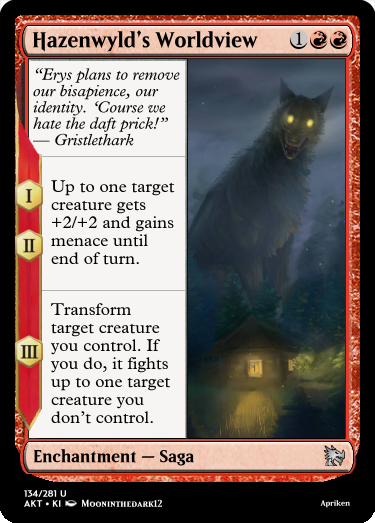 Hazenwyld's Worldview 1
“Erys plans to remove
our bisapience, our
identity. ‘Course we
hate the daft prick!”
— Gristlethark
I
Up to one target
creature gets
+2/+2 and gains
menace until
end of turn.
II
Transform
target creature
you control. If
you do, it fights
up to one target
creature you
don't control.
III
Enchantment — Saga
134/281 U
AKT • KI Mooninthedark12
Apriken